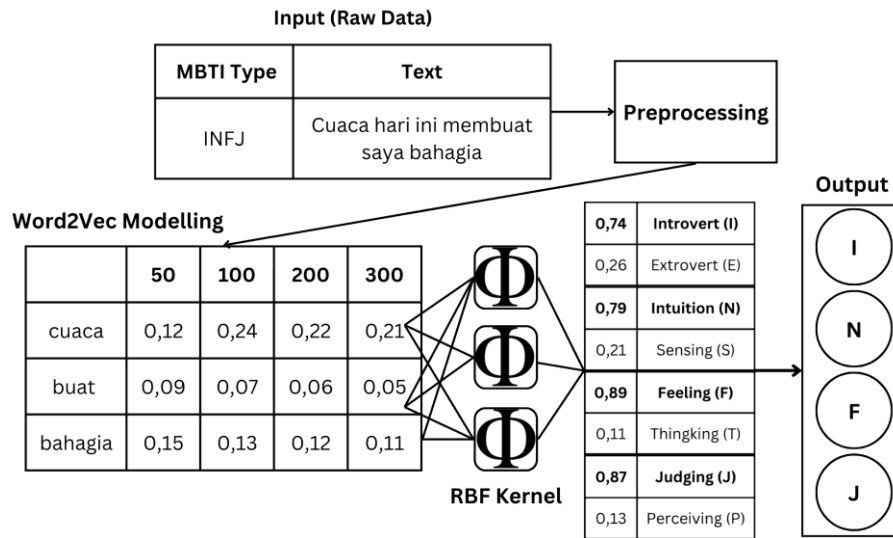 Input (Raw Data)
MBTI Type Text
INFJ Cuaca hari ini membuat
saya bahagia
Preprocessing
Word2Vec Modelling
50 100 200 300
cuaca 0,12 0,24 0,22 0,21
buat 0,09 0,07 0,06 0,05
bahagia 0,15 0,13 0,12 0,11
Φ
Φ
Φ
RBF Kernel
0,74 Introvert (I)
0,26 Extrovert (E)
0,79 Intuition (N)
0,21 Sensing (S)
0,89 Feeling (F)
0,11 Thingking (T)
0,87 Judging (J)
0,13 Perceiving (P)
Output
I
N
F
J